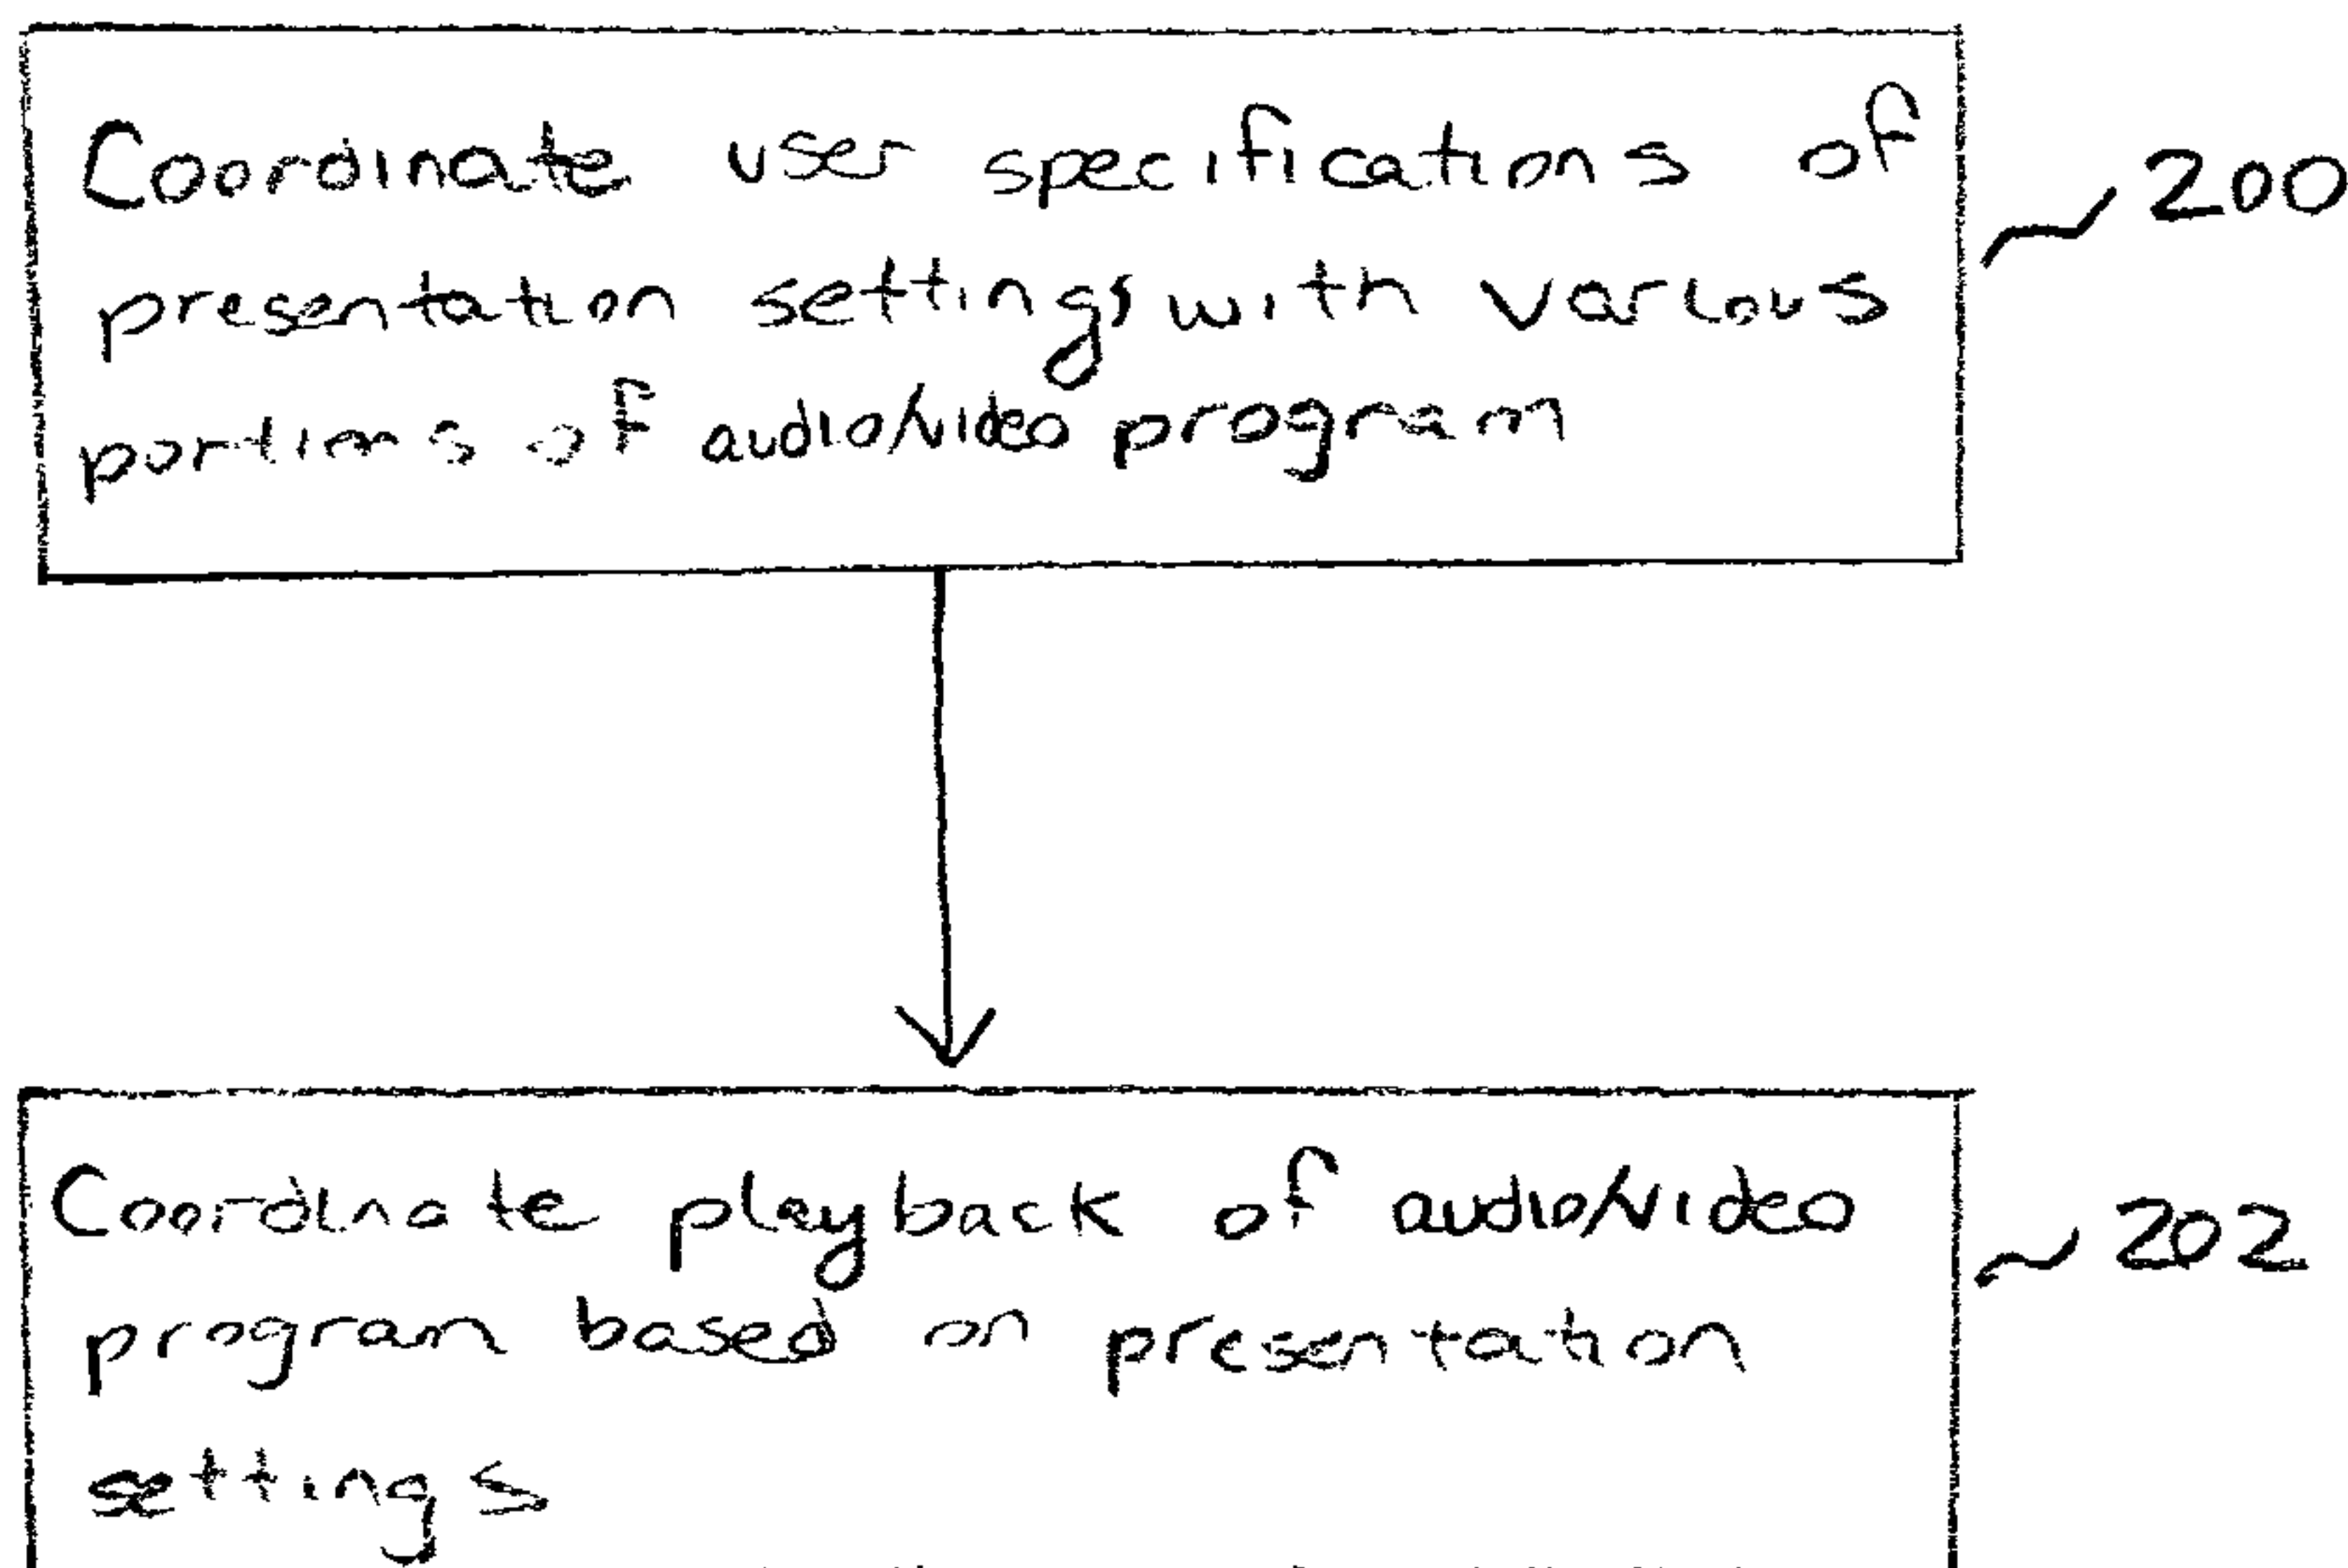 Coordinate user specifications of
presentation settings with various
portions of audio/video program
200
Coordinate playback of audio/video
program based on presentation
settings
202